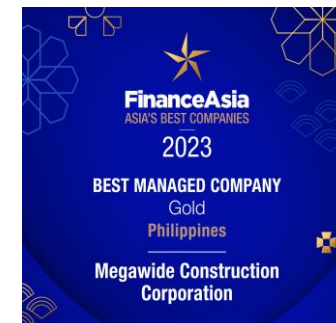 FinanceAsia
ASIA'S BEST COMPANIES
2023
BEST MANAGED COMPANY
Gold
Philippines
Megawide Construction
Corporation